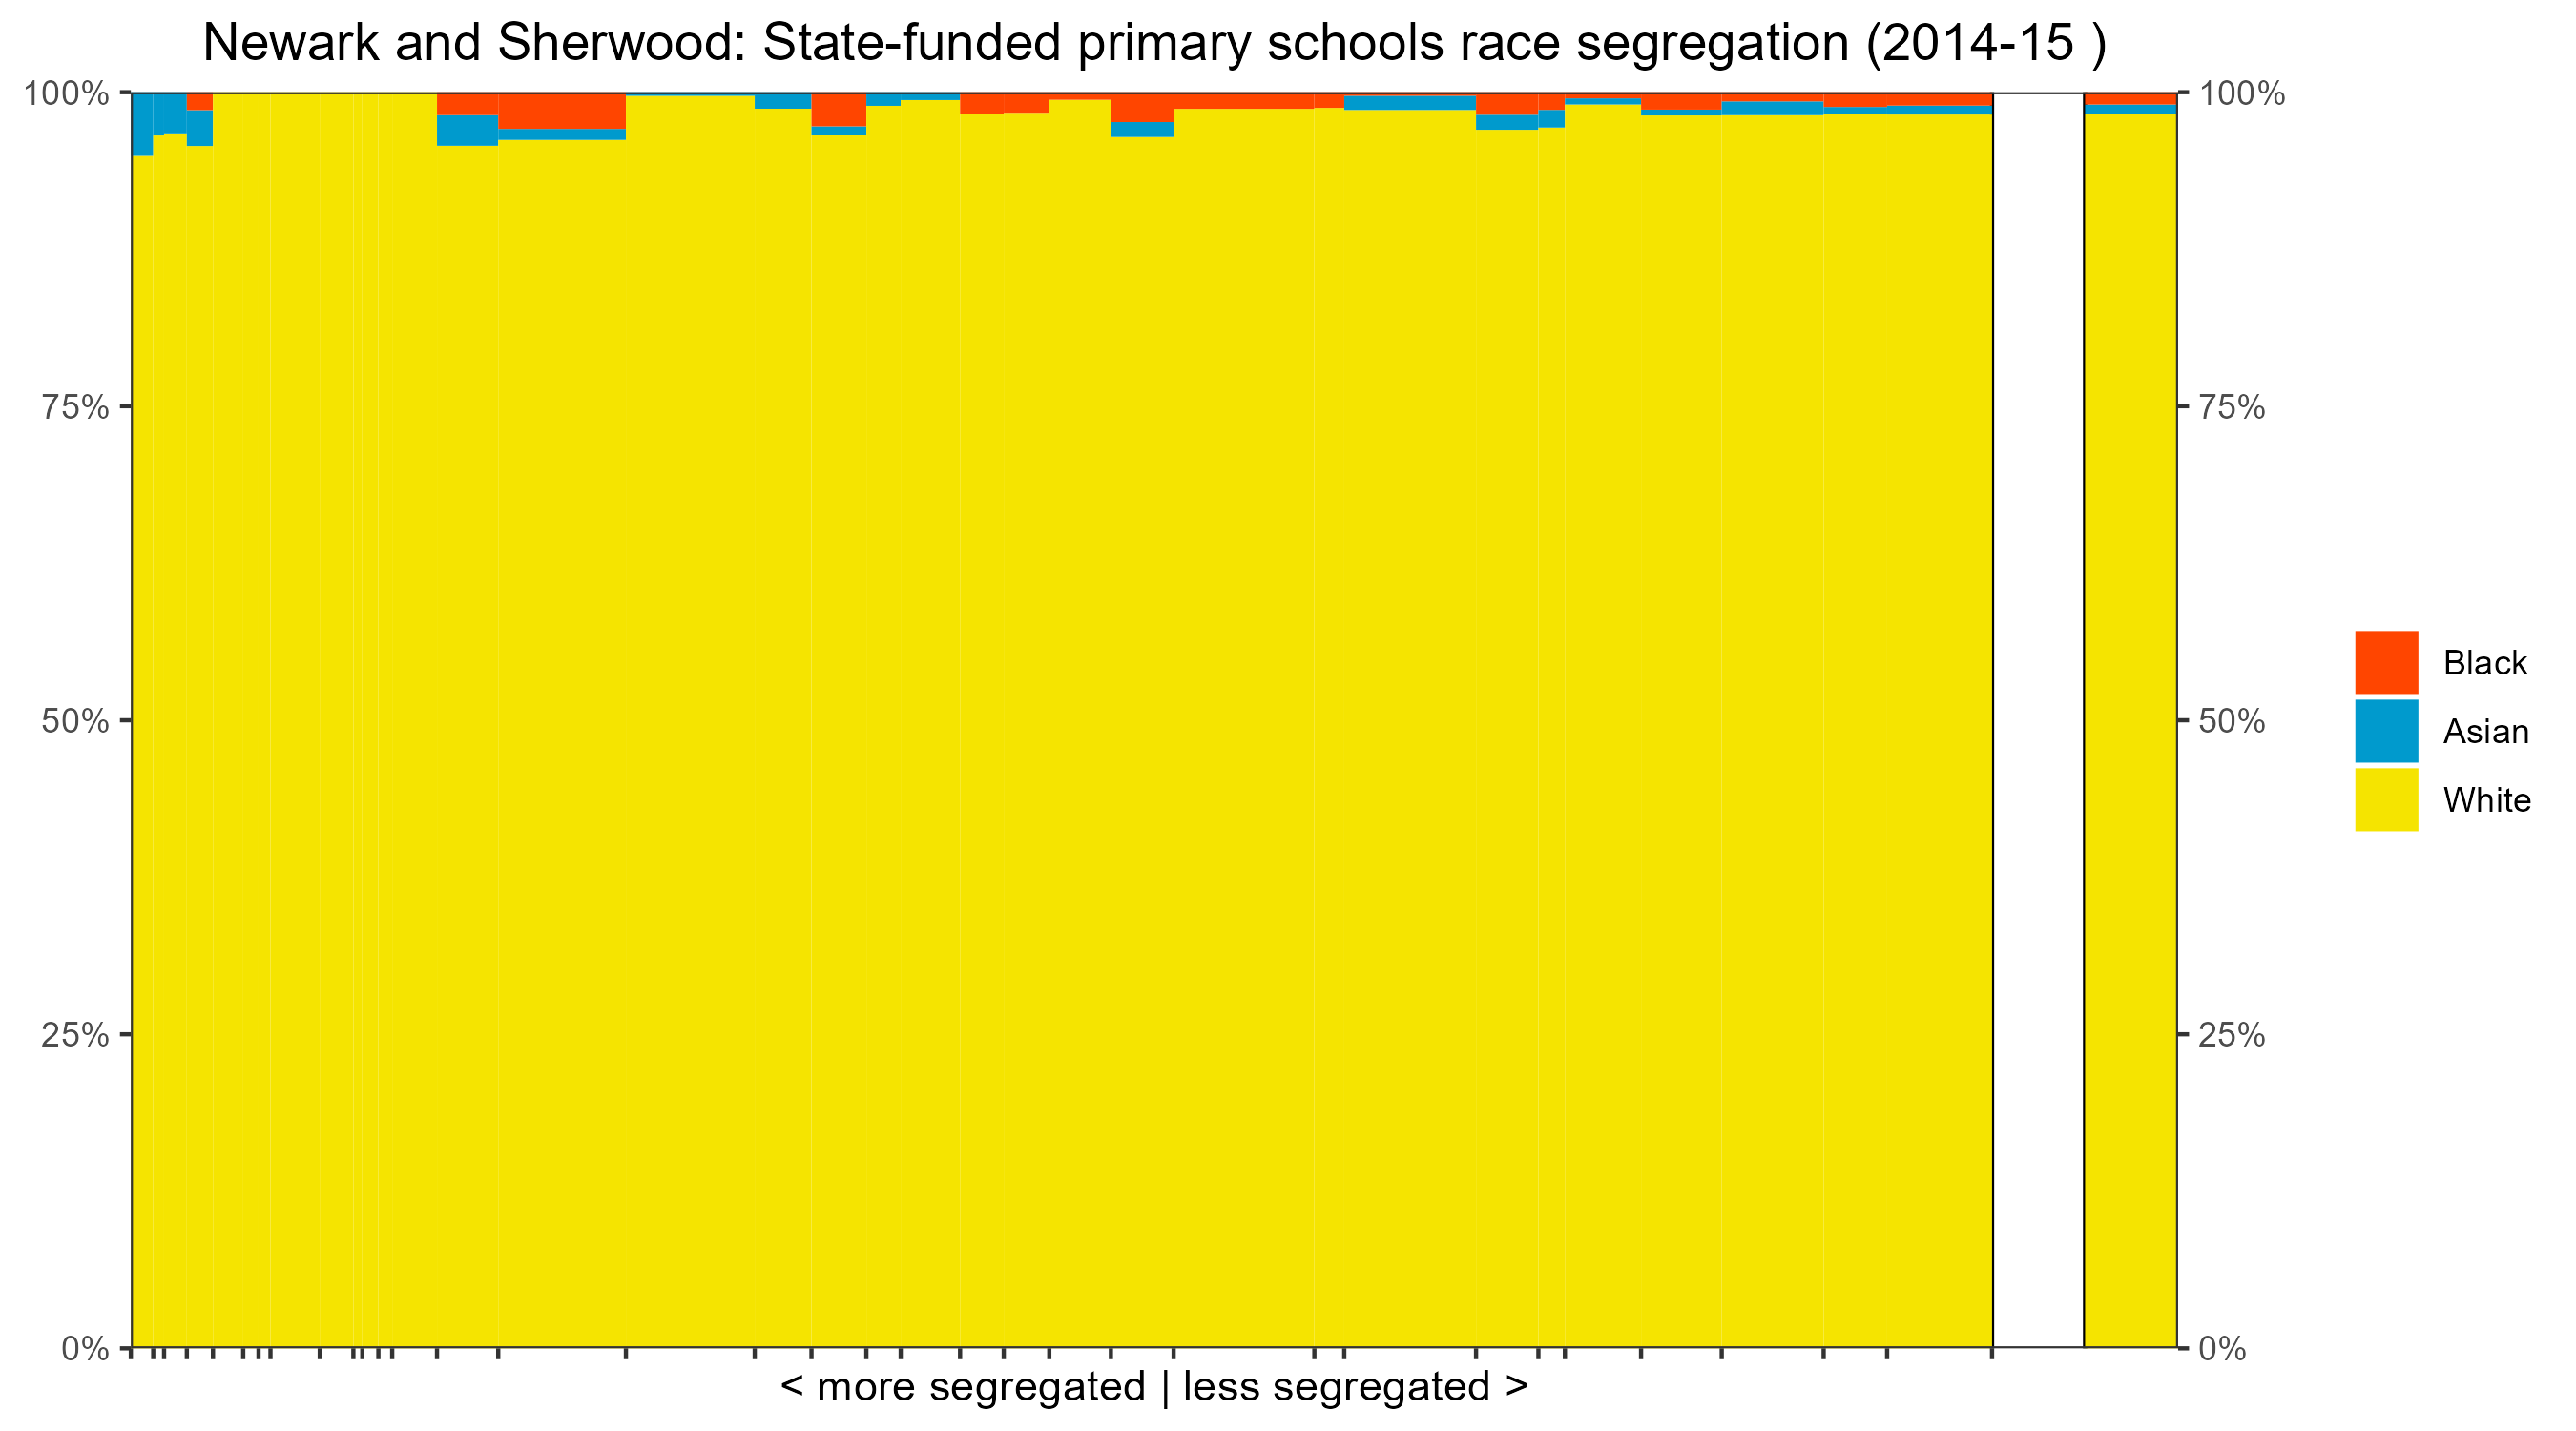 Newark and Sherwood: State-funded primary schools race segregation (2014-15 )
100%
75%
50%
25%
0%
100%
75%
50%
25%
0%
Black
Asian
White
< more segregated | less segregated >